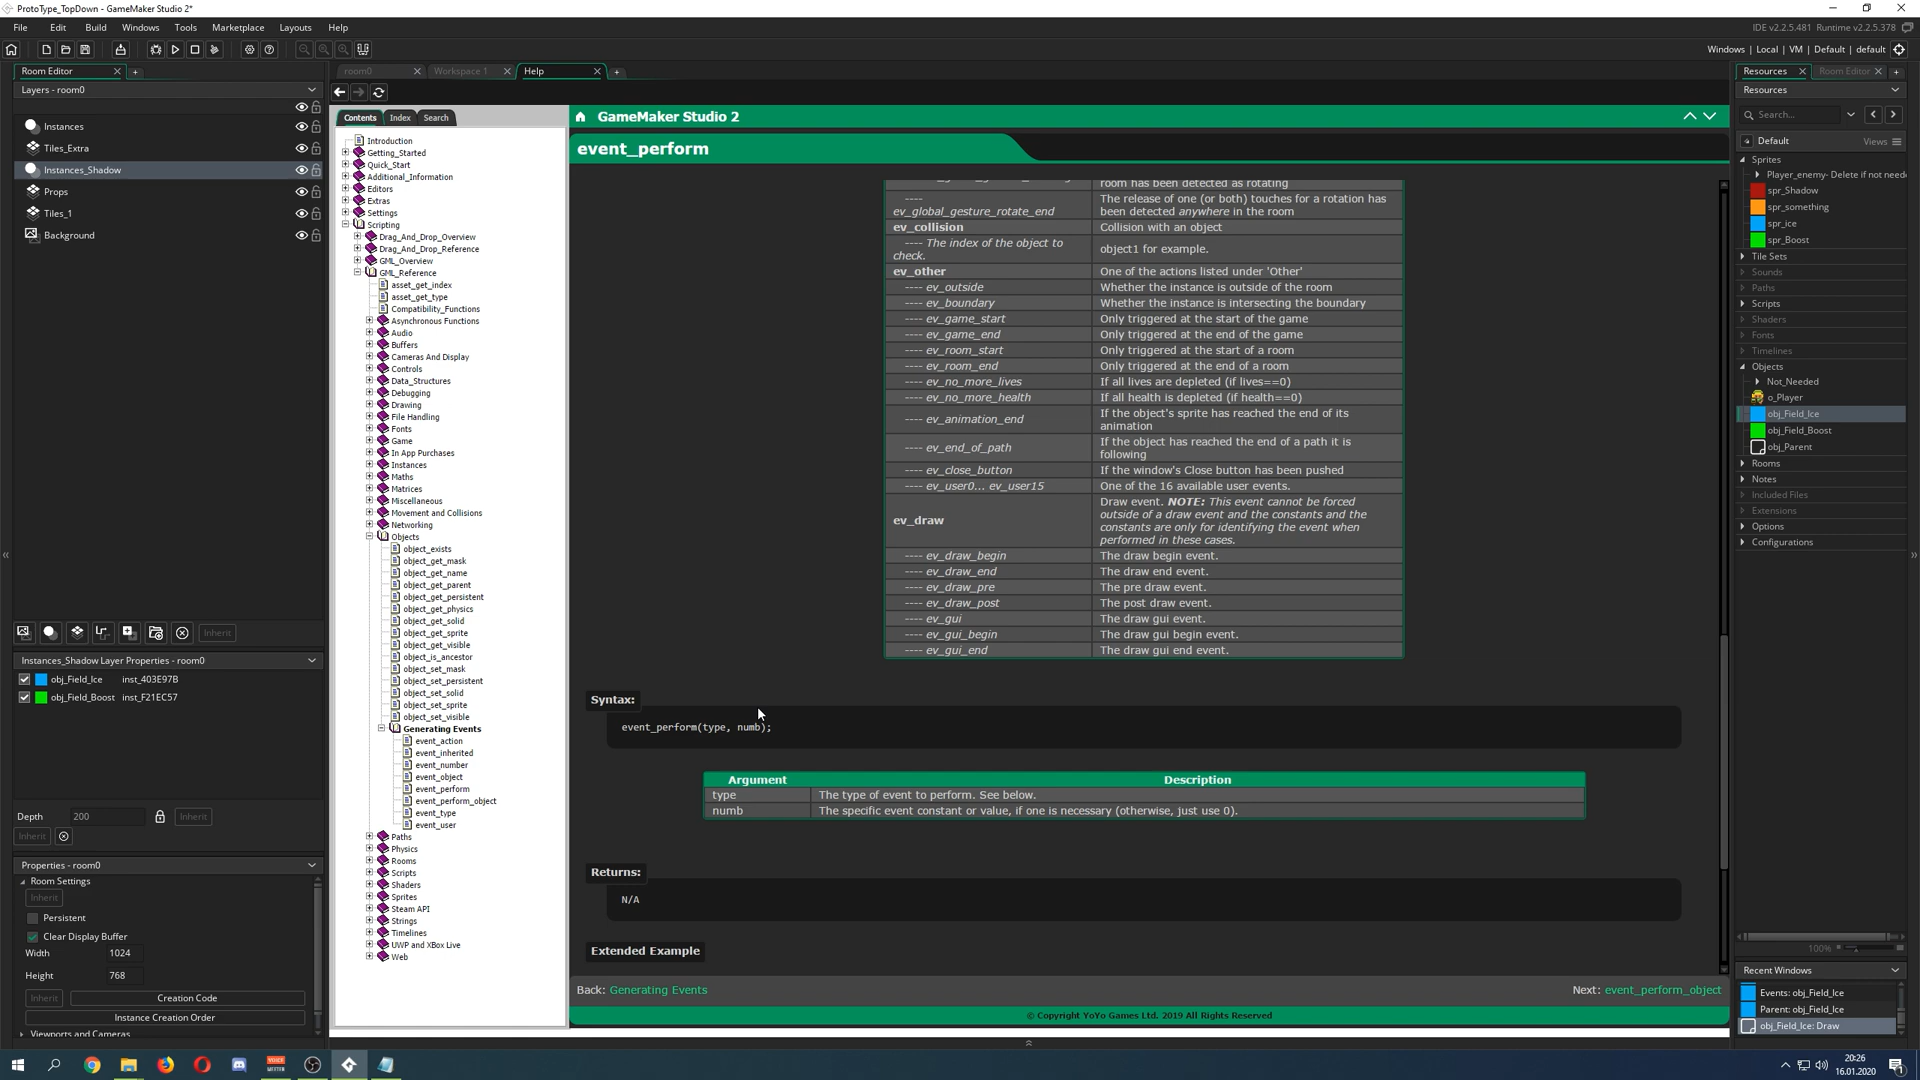 ProtoType_TopDown - GameMaker Studio 2*
File Edit Build Windows Tools Marketplace Layouts Help
IDE v2.2.5.481 Runtime v2.2.5.378
Windows | Local | VM | Default | default
Room Editor
Layers - room0
Instances
Tiles_Extra
Instances_Shadow
Props
Tiles_1
Background
Inherit
Instances_Shadow Layer Properties - room0
obj_Field_Ice inst_403E97B
obj_Field_Boost inst_F21EC57
Depth 200 Inherit
Inherit
Properties - room0
Room Settings
Inherit
Persistent
Clear Display Buffer
Width 1024
Height 768
Inherit Creation Code
Instance Creation Order
Viewports and Cameras
room0 Workspace 1 Help
Contents Index Search
Introduction
Getting_Started
Quick_Start
Additional_Information
Editors
Extras
Settings
Scripting
Drag_And_Drop_Overview
Drag_And_Drop_Reference
GML_Overview
GML_Reference
asset_get_index
asset_get_type
Compatibility_Functions
Asynchronous Functions
Audio
Buffers
Cameras And Display
Controls
Data_Structures
Debugging
Drawing
File Handling
Fonts
Game
In App Purchases
Instances
Maths
Matrices
Miscellaneous
Movement and Collisions
Networking
Objects
object_exists
object_get_mask
object_get_name
object_get_parent
object_get_persistent
object_get_physics
object_get_solid
object_get_sprite
object_get_visible
object_is_ancestor
object_set_mask
object_set_persistent
object_set_solid
object_set_sprite
object_set_visible
Generating Events
event_action
event_inherited
event_number
event_object
event_perform
event_perform_object
event_type
event_user
Paths
Physics
Rooms
Scripts
Shaders
Sprites
Steam API
Strings
Timelines
UWP and XBox Live
Web
GameMaker Studio 2
event_perform
room has been detected as rotating
---- ev_global_gesture_rotate_end The release of one (or both) touches for a rotation has been detected anywhere in the room
ev_collision Collision with an object
---- The index of the object to check. object1 for example.
ev_other One of the actions listed under 'Other'
---- ev_outside Whether the instance is outside of the room
---- ev_boundary Whether the instance is intersecting the boundary
---- ev_game_start Only triggered at the start of the game
---- ev_game_end Only triggered at the end of the game
---- ev_room_start Only triggered at the start of a room
---- ev_room_end Only triggered at the end of a room
---- ev_no_more_lives If all lives are depleted (if lives==0)
---- ev_no_more_health If all health is depleted (if health==0)
---- ev_animation_end If the object's sprite has reached the end of its animation
---- ev_end_of_path If the object has reached the end of a path it is following
---- ev_close_button If the window's Close button has been pushed
---- ev_user0... ev_user15 One of the 16 available user events.
ev_draw Draw event. NOTE: This event cannot be forced outside of a draw event and the constants and the constants are only for identifying the event when performed in these cases.
---- ev_draw_begin The draw begin event.
---- ev_draw_end The draw end event.
---- ev_draw_pre The pre draw event.
---- ev_draw_post The post draw event.
---- ev_gui The draw gui event.
---- ev_gui_begin The draw gui begin event.
---- ev_gui_end The draw gui end event.
Syntax:
event_perform(type, numb);
Argument Description
type The type of event to perform. See below.
numb The specific event constant or value, if one is necessary (otherwise, just use 0).
Returns:
N/A
Extended Example
Back: Generating Events
Next: event_perform_object
© Copyright YoYo Games Ltd. 2019 All Rights Reserved
Resources Room Editor
Resources
Search...
Default Views
Sprites
Player_enemy- Delete if not neede
spr_Shadow
spr_something
spr_ice
spr_Boost
Tile Sets
Sounds
Paths
Scripts
Shaders
Fonts
Timelines
Objects
Not_Needed
o_Player
obj_Field_Ice
obj_Field_Boost
obj_Parent
Rooms
Notes
Included Files
Extensions
Options
Configurations
100%
Recent Windows
Events: obj_Field_Ice
Parent: obj_Field_Ice
obj_Field_Ice: Draw
20:26
16.01.2020